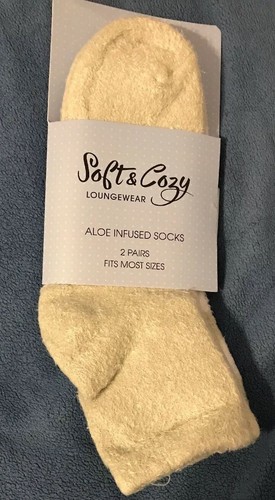 Soft & Cozy
LOUNGEWEAR
ALOE INFUSED SOCKS
2 PAIRS
FITS MOST SIZES